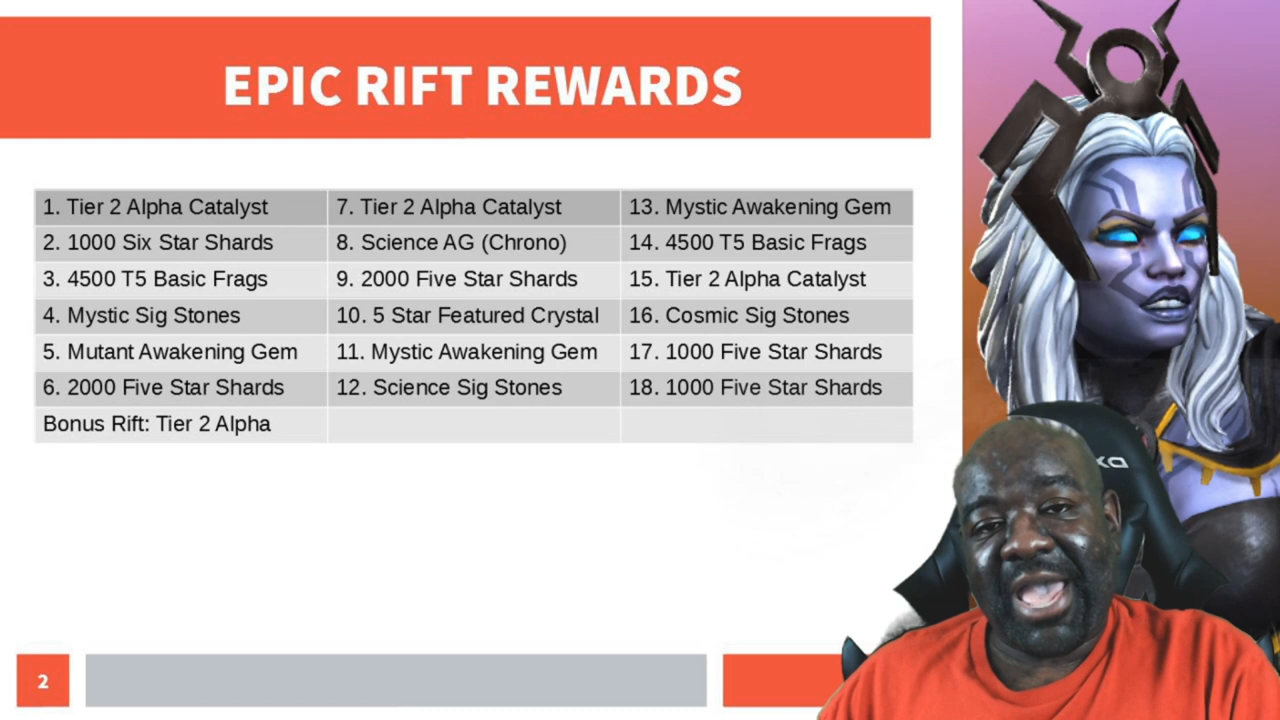 EPIC RIFT REWARDS
1. Tier 2 Alpha Catalyst
7. Tier 2 Alpha Catalyst
13. Mystic Awakening Gem
2. 1000 Six Star Shards
8. Science AG (Chrono)
14. 4500 T5 Basic Frags
3. 4500 T5 Basic Frags
9. 2000 Five Star Shards
15. Tier 2 Alpha Catalyst
4. Mystic Sig Stones
10. 5 Star Featured Crystal
16. Cosmic Sig Stones
5. Mutant Awakening Gem
11. Mystic Awakening Gem
17. 1000 Five Star Shards
6. 2000 Five Star Shards
12. Science Sig Stones
18. 1000 Five Star Shards
Bonus Rift: Tier 2 Alpha
2